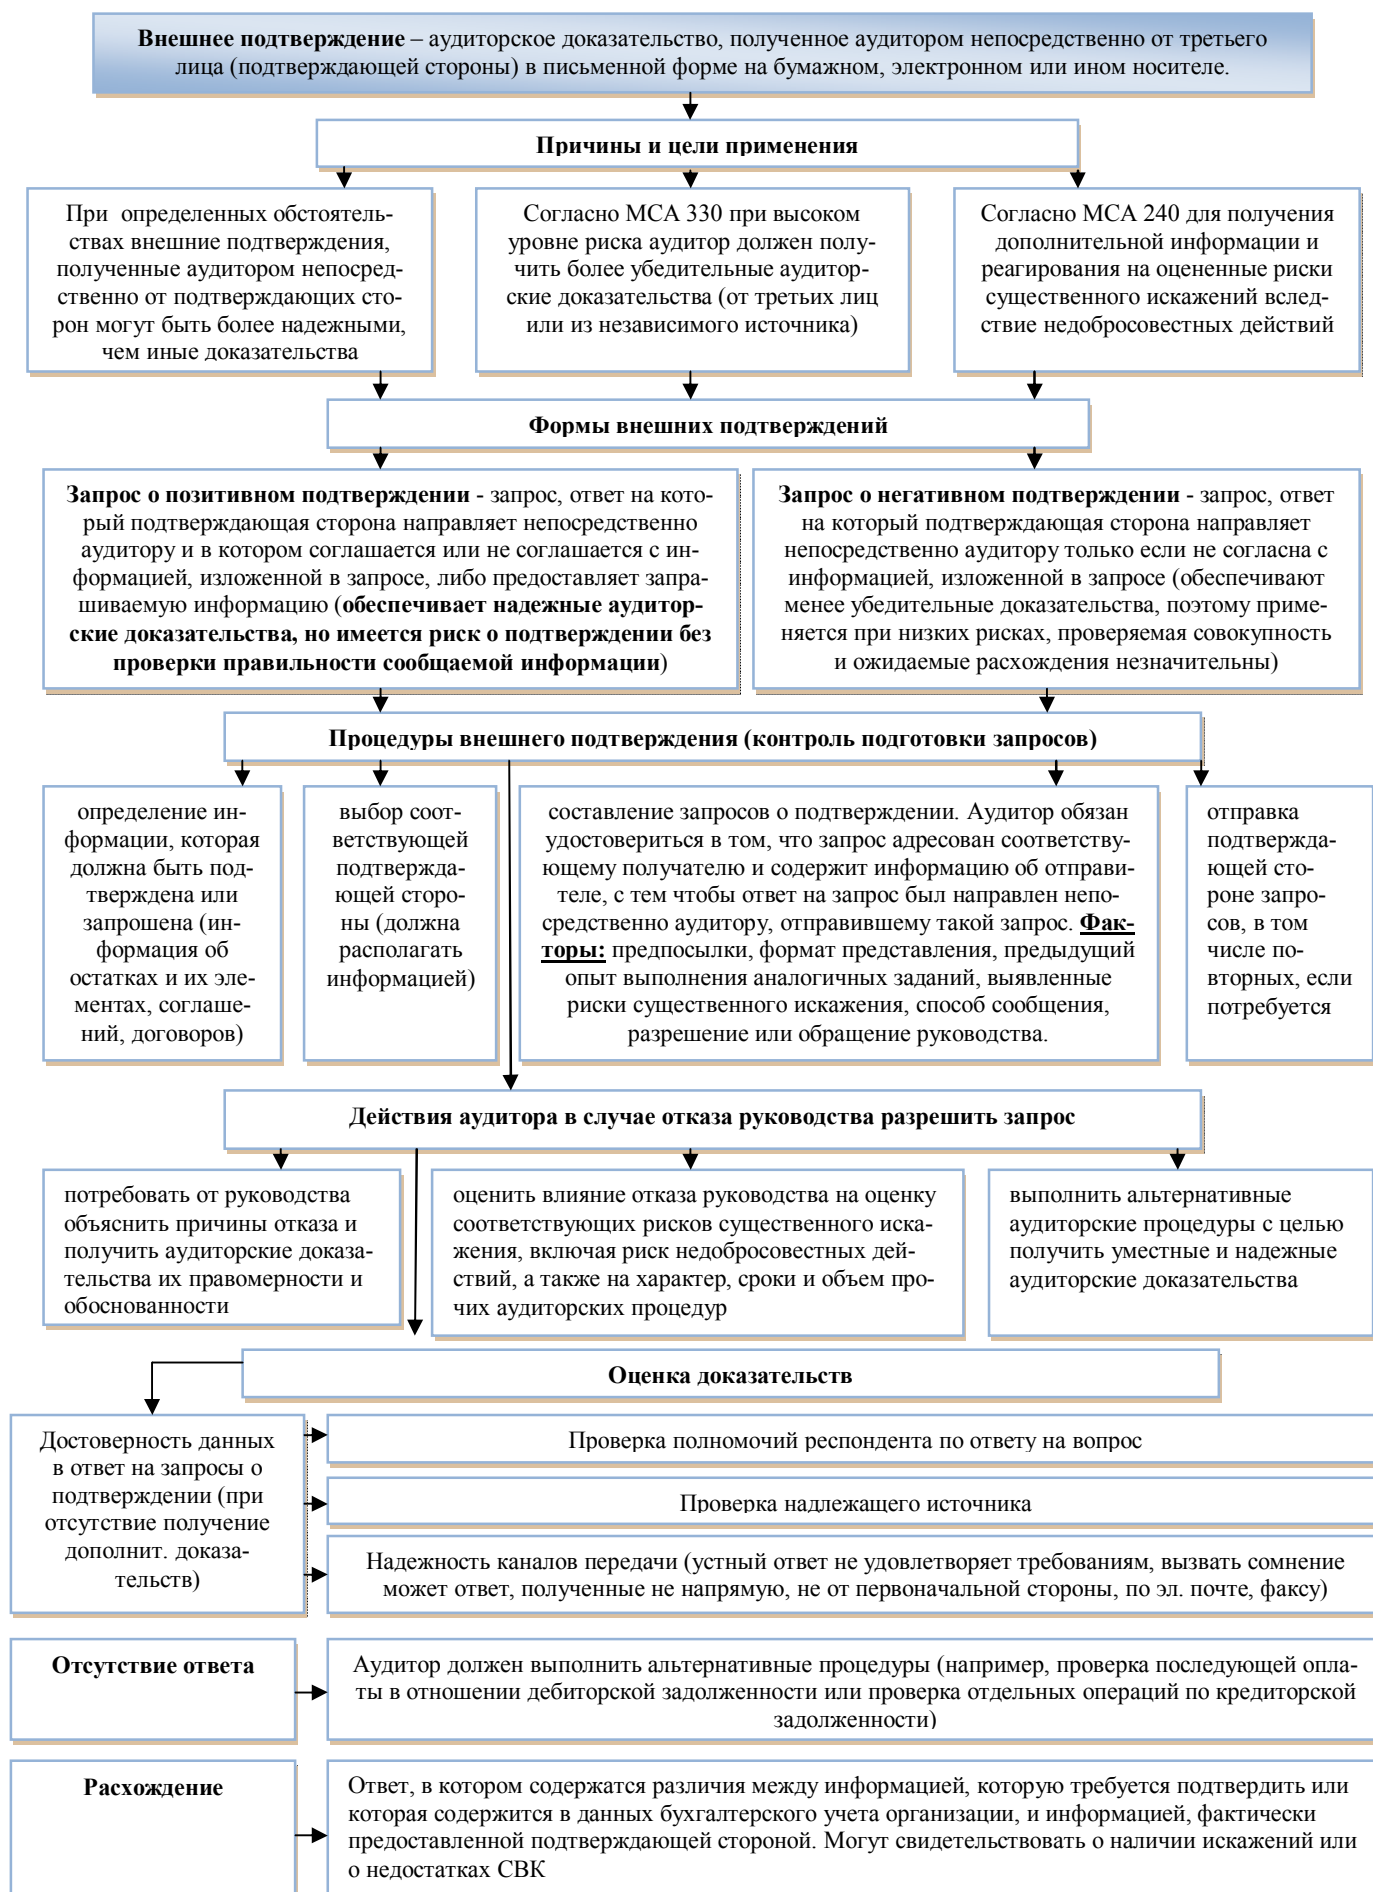 Внешнее подтверждение – аудиторское доказательство, полученное аудитором непосредственно от третьего
лица (подтверждающей стороны) в письменной форме на бумажном, электронном или ином носителе.
Причины и цели применения
При определенных обстоятель-
ствах внешние подтверждения,
полученные аудитором непосред-
ственно от подтверждающих сто-
рон могут быть более надежными,
чем иные доказательства
Согласно МСА 330 при высоком
уровне риска аудитор должен полу-
чить более убедительные аудитор-
ские доказательства (от третьих лиц
или из независимого источника)
Согласно МСА 240 для получения
дополнительной информации и
реагирования на оцененные риски
существенного искажений вслед-
ствие недобросовестных действий
Формы внешних подтверждений
Запрос о позитивном подтверждении - запрос, ответ на кото-
рый подтверждающая сторона направляет непосредственно
аудитору и в котором соглашается или не соглашается с ин-
формацией, изложенной в запросе, либо предоставляет запра-
шиваемую информацию (обеспечивает надежные аудитор-
ские доказательства, но имеется риск о подтверждении без
проверки правильности сообщаемой информации)
Запрос о негативном подтверждении - запрос, ответ
на который подтверждающая сторона направляет
непосредственно аудитору только если не согласна с
информацией, изложенной в запросе (обеспечивают
менее убедительные доказательства, поэтому приме-
няется при низких рисках, проверяемая совокупность
и ожидаемые расхождения незначительны)
Процедуры внешнего подтверждения (контроль подготовки запросов)
определение ин-
формации, которая
должна быть под-
тверждена или
запрошена (ин-
формация об
остатках и их эле-
ментах, соглаше-
ний, договоров)
выбор соот-
ветствующей
подтвержда-
ющей сторо-
ны (должна
располагать
информацией)
составление запросов о подтверждении. Аудитор обязан
удостовериться в том, что запрос адресован соответству-
ющему получателю и содержит информацию об отправи-
теле, с тем чтобы ответ на запрос был направлен непо-
средственно аудитору, отправившему такой запрос. Фак-
торы: предпосылки, формат представления, предыдущий
опыт выполнения аналогичных заданий, выявленные
риски существенного искажения, способ сообщения,
разрешение или обращение руководства.
отправка
подтвержда-
ющей сто-
роне запро-
сов, в том
числе по-
вторных, если
потребуется
Действия аудитора в случае отказа руководства разрешить запрос
потребовать от руководства
объяснить причины отказа и
получить аудиторские доказа-
тельства их правомерности и
обоснованности
оценить влияние отказа руководства на оценку
соответствующих рисков существенного иска-
жения, включая риск недобросовестных дей-
ствий, а также на характер, сроки и объем про-
чих аудиторских процедур
выполнить альтернативные
аудиторские процедуры с целью
получить уместные и надежные
аудиторские доказательства
Оценка доказательств
Достоверность данных
в ответ на запросы о
подтверждении (при
отсутствие получение
дополнит. доказа-
тельств)
Проверка полномочий респондента по ответу на вопрос
Проверка надлежащего источника
Надежность каналов передачи (устный ответ не удовлетворяет требованиям, вызвать сомнение
может ответ, полученные не напрямую, не от первоначальной стороны, по эл. почте, факсу)
Отсутствие ответа
Аудитор должен выполнить альтернативные процедуры (например, проверка последующей опла-
ты в отношении дебиторской задолженности или проверка отдельных операций по кредиторской
задолженности)
Расхождение
Ответ, в котором содержатся различия между информацией, которую требуется подтвердить или
которая содержится в данных бухгалтерского учета организации, и информацией, фактически
предоставленной подтверждающей стороной. Могут свидетельствовать о наличии искажений или
о недостатках СВК